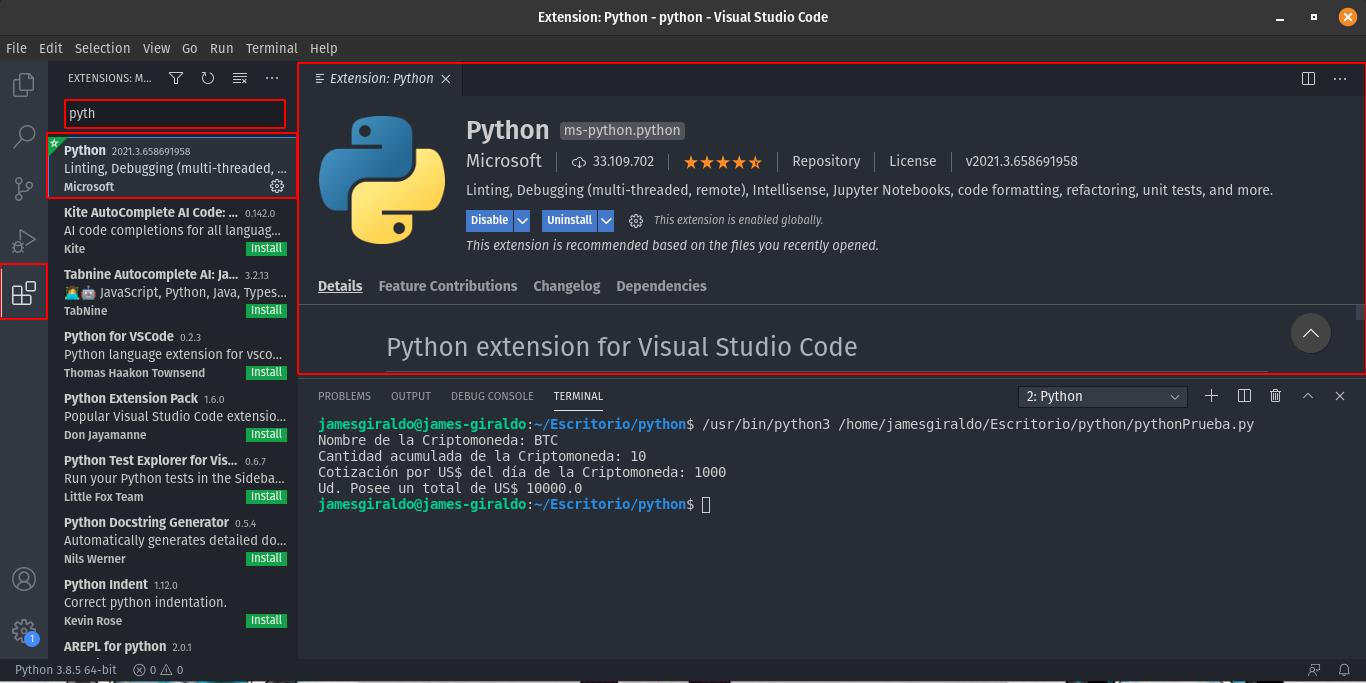 Extension: Python - python - Visual Studio Code
File Edit Selection View Go Run Terminal Help
EXTENSIONS: M...
pyth
Python 2021.3.658691958
Linting, Debugging (multi-threaded, ...
Microsoft
Kite AutoComplete AI Code: ... 0.142.0
AI code completions for all languag...
Kite Install
Tabnine Autocomplete AI: Ja... 3.2.13
JavaScript, Python, Java, Types...
TabNine Install
Python for VSCode 0.2.3
Python language extension for vsco...
Thomas Haakon Townsend Install
Python Extension Pack 1.6.0
Popular Visual Studio Code extensio...
Don Jayamanne Install
Python Test Explorer for Vis... 0.6.7
Run your Python tests in the Sideba...
Little Fox Team Install
Python Docstring Generator 0.5.4
Automatically generates detailed do...
Nils Werner Install
Python Indent 1.12.0
Correct python indentation.
Kevin Rose Install
AREPL for python 2.0.1
Extension: Python
Python ms-python.python
Microsoft 33.109.702 Repository License v2021.3.658691958
Linting, Debugging (multi-threaded, remote), Intellisense, Jupyter Notebooks, code formatting, refactoring, unit tests, and more.
Disable Uninstall This extension is enabled globally.
This extension is recommended based on the files you recently opened.
Details Feature Contributions Changelog Dependencies
Python extension for Visual Studio Code
PROBLEMS OUTPUT DEBUG CONSOLE TERMINAL 2: Python
jamesgiraldo@james-giraldo:~/Escritorio/python$ /usr/bin/python3 /home/jamesgiraldo/Escritorio/python/pythonPrueba.py
Nombre de la Criptomoneda: BTC
Cantidad acumulada de la Criptomoneda: 10
Cotización por US$ del día de la Criptomoneda: 1000
Ud. Posee un total de US$ 10000.0
jamesgiraldo@james-giraldo:~/Escritorio/python$
1
Python 3.8.5 64-bit 0 0